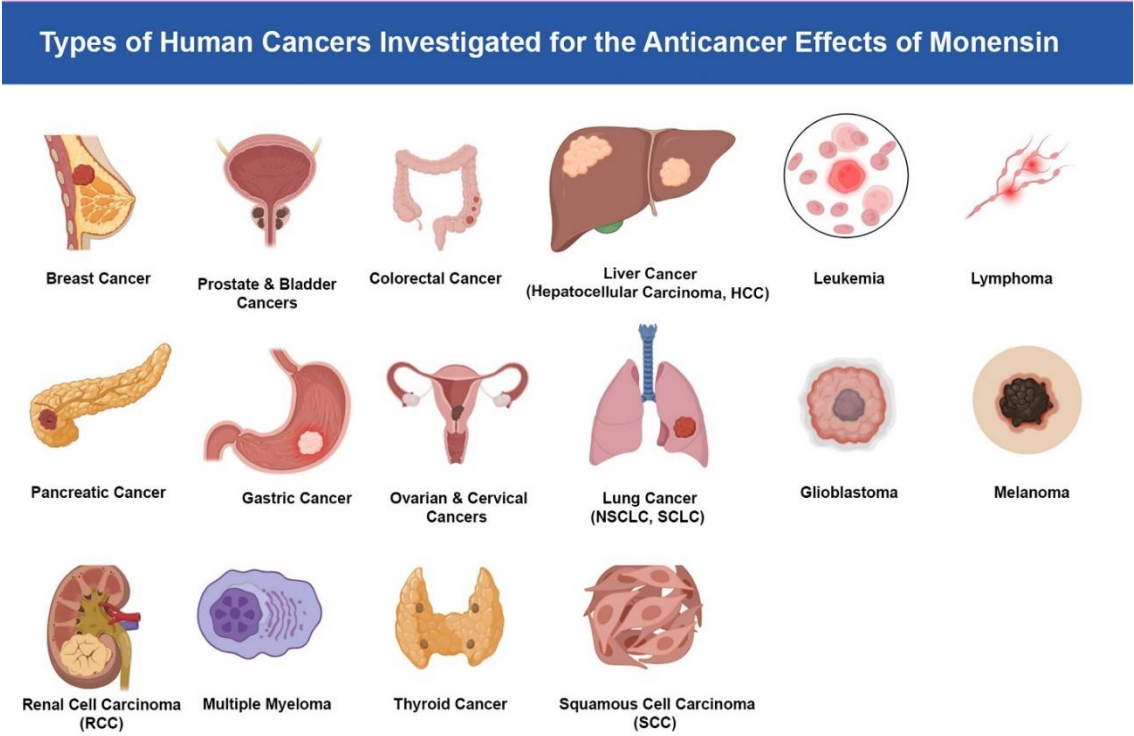 Types of Human Cancers Investigated for the Anticancer Effects of Monensin
Breast Cancer
Prostate & Bladder
Cancers
Colorectal Cancer
Liver Cancer
(Hepatocellular Carcinoma, HCC)
Leukemia
Lymphoma
Pancreatic Cancer
Gastric Cancer
Ovarian & Cervical
Cancers
Lung Cancer
(NSCLC, SCLC)
Glioblastoma
Melanoma
Renal Cell Carcinoma
(RCC)
Multiple Myeloma
Thyroid Cancer
Squamous Cell Carcinoma
(SCC)